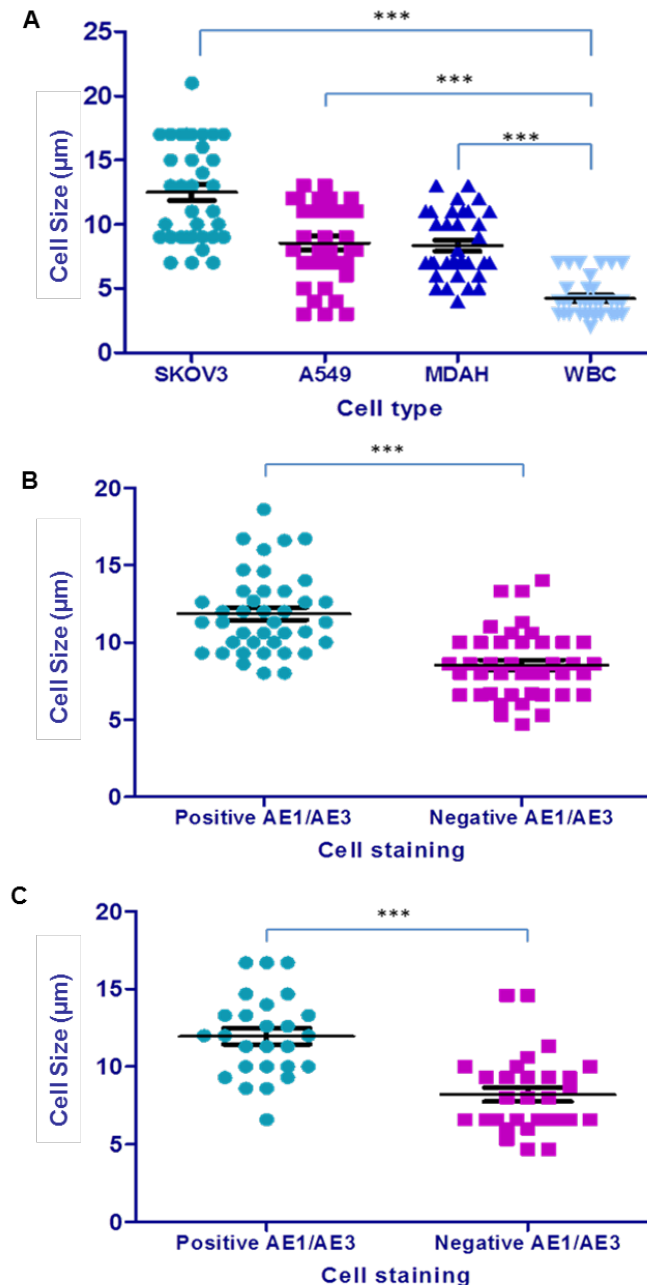 A
***
***
***
25
20
15
10
5
0
Cell Size (μm)
SKOV3 A549 MDAH WBC
Cell type
B
***
20
15
10
5
0
Cell Size (μm)
Positive AE1/AE3 Negative AE1/AE3
Cell staining
C
***
20
15
10
5
0
Cell Size (μm)
Positive AE1/AE3 Negative AE1/AE3
Cell staining